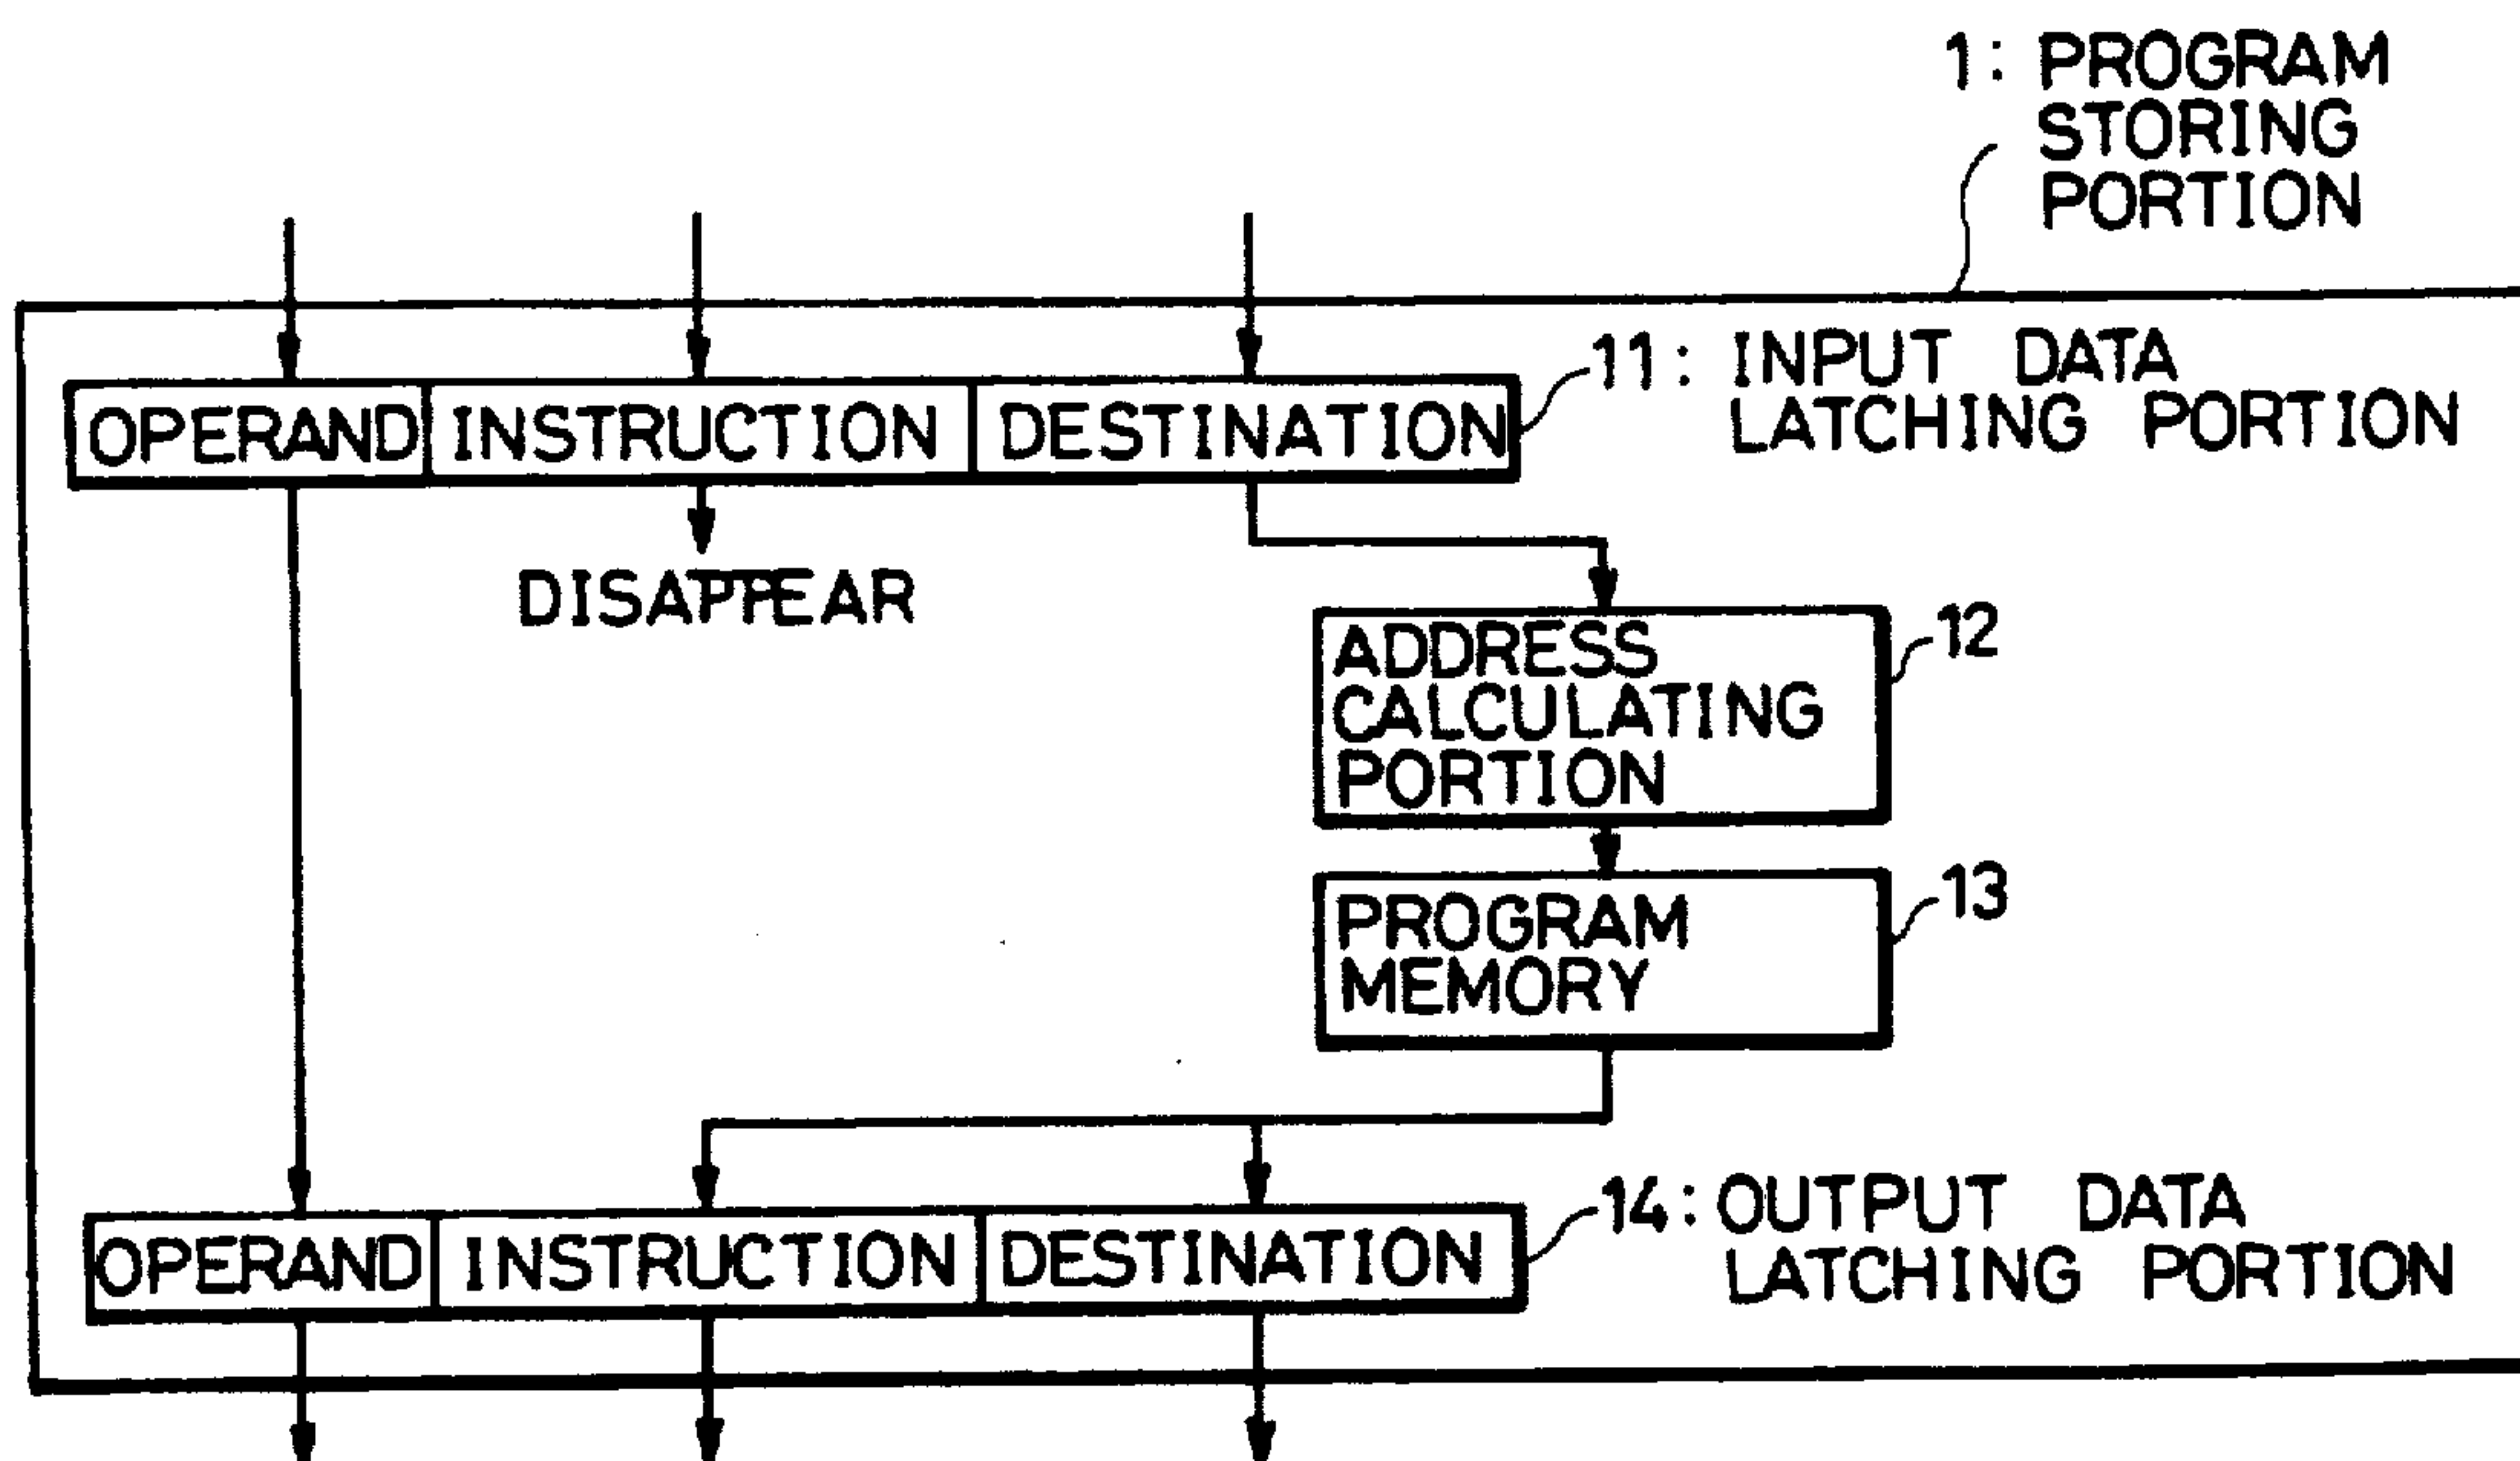 1: PROGRAM
STORING
PORTION
11: INPUT DATA
LATCHING PORTION
OPERAND INSTRUCTION DESTINATION
DISAPPEAR
12
ADDRESS
CALCULATING
PORTION
13
PROGRAM
MEMORY
14: OUTPUT DATA
LATCHING PORTION
OPERAND INSTRUCTION DESTINATION